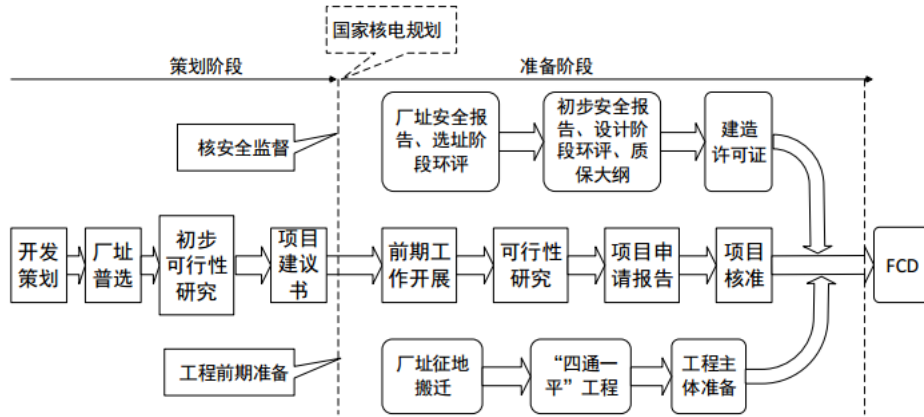 国家核电规划
策划阶段
准备阶段
核安全监督
厂址安全报
告、选址阶
段环评
初步安全报
告、设计阶
段环评、质
保大纲
建造
许可证
开发
策划
厂址
普选
初步
可行性
研究
项目
建议
书
前期工
作开展
可行性
研究
项目申
请报告
项目
核准
FCD
工程前期准备
厂址征地
搬迁
“四通一
平”工程
工程主
体准备